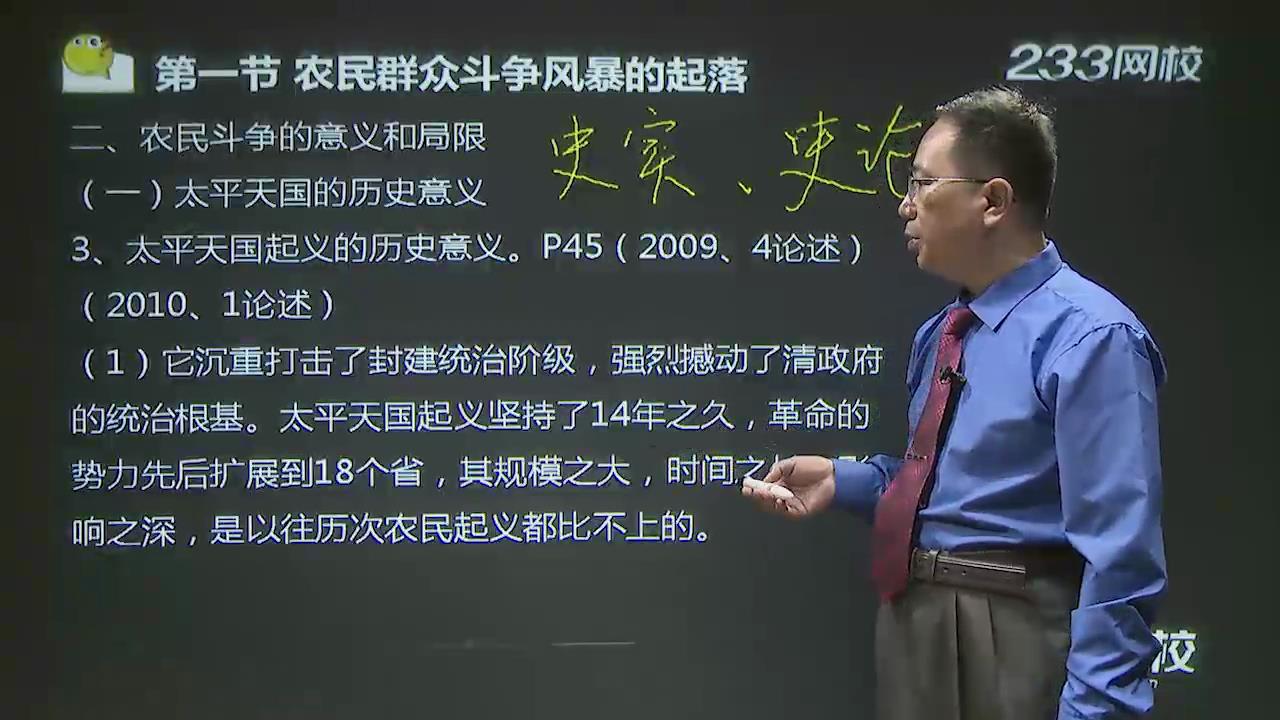 第一节 农民群众斗争风暴的起落
233网校
二、农民斗争的意义和局限
史实、史论
（一）太平天国的历史意义
3、太平天国起义的历史意义。P45（2009、4论述）
（2010、1论述）
（1）它沉重打击了封建统治阶级，强烈撼动了清政府
的统治根基。太平天国起义坚持了14年之久，革命的
势力先后扩展到18个省，其规模之大，时间之
响之深，是以往历次农民起义都比不上的。
校